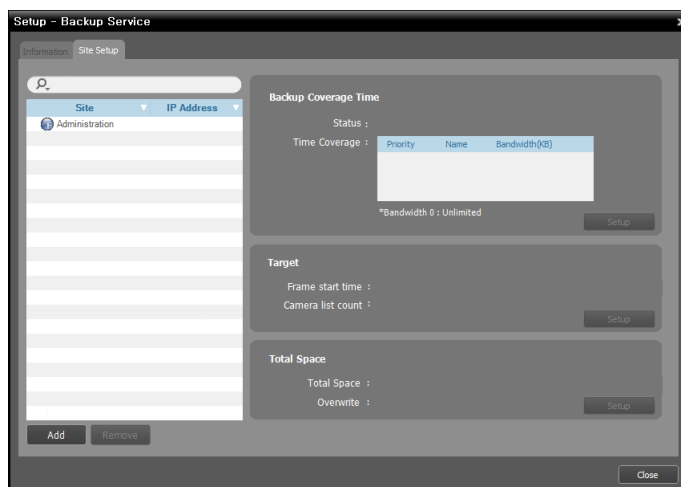 Setup - Backup Service
Information Site Setup
Site IP Address
Administration
Add Remove
Backup Coverage Time
Status :
Time Coverage :
Priority Name Bandwidth(KB)
*Bandwidth 0 : Unlimited
Setup
Target
Frame start time :
Camera list count :
Setup
Total Space
Total Space :
Overwrite :
Setup
Close